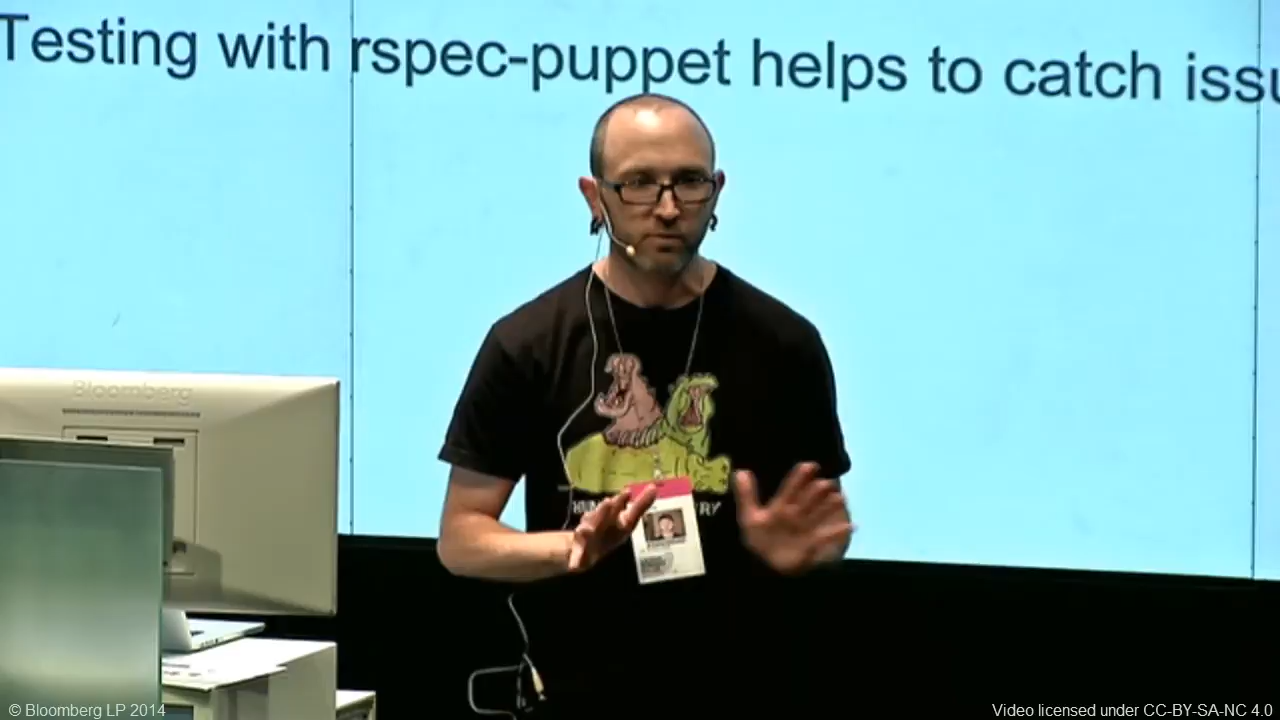 Testing with rspec-puppet helps to catch issu
Bloomberg
© Bloomberg LP 2014
Video licensed under CC-BY-SA-NC 4.0